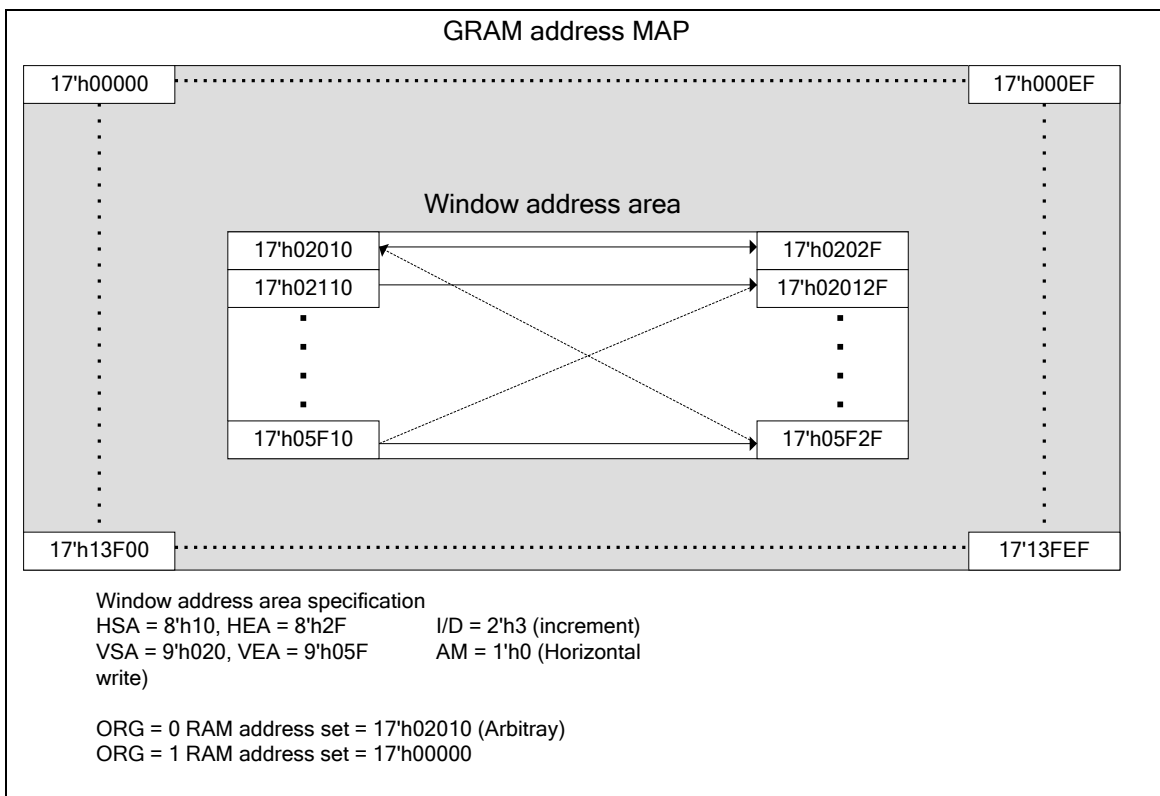 GRAM address MAP
17'h00000 17'h000EF
Window address area
17'h02010 17'h0202F
17'h02110 17'h02012F
17'h05F10 17'h05F2F
17'h13F00 17'13FEF
Window address area specification
HSA = 8'h10, HEA = 8'h2F I/D = 2'h3 (increment)
VSA = 9'h020, VEA = 9'h05F AM = 1'h0 (Horizontal
write)
ORG = 0 RAM address set = 17'h02010 (Arbitray)
ORG = 1 RAM address set = 17'h00000